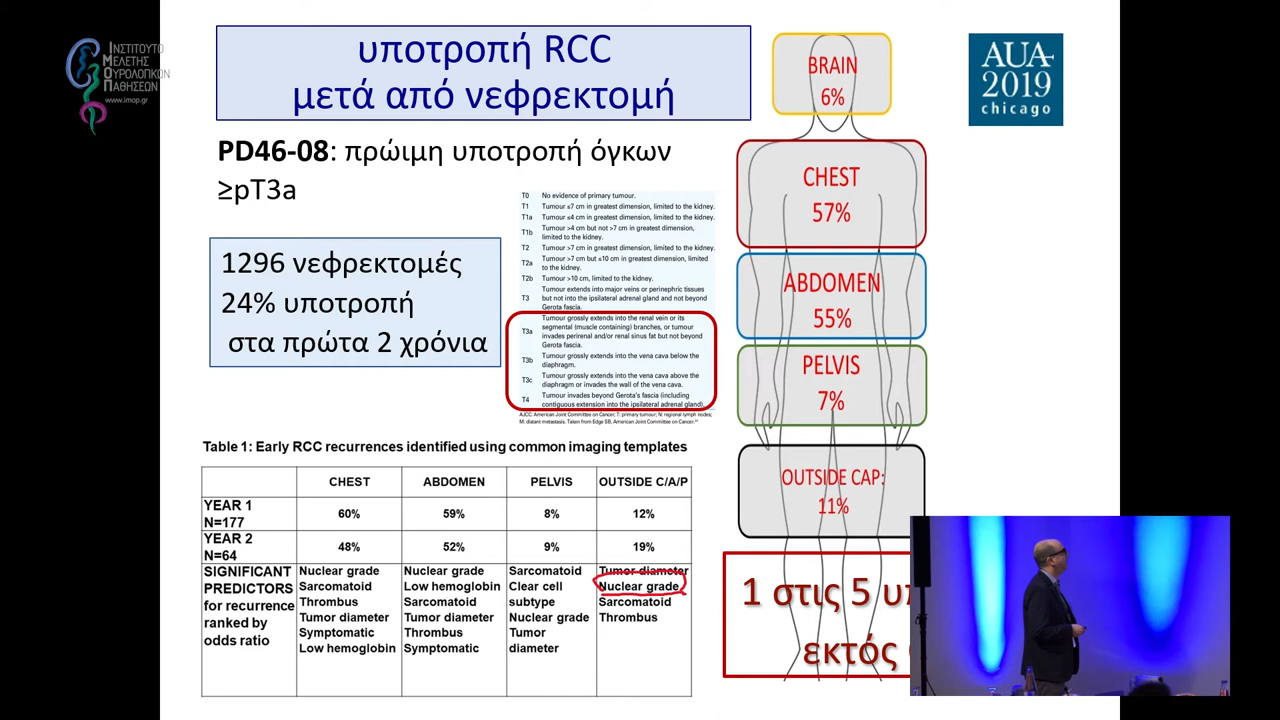 ΙΝΣΤΙΤΟΥΤΟ
ΜΕΛΕΤΗΣ
ΟΥΡΟΛΟΓΙΚΩΝ
ΠΑΘΗΣΕΩΝ
www.imop.gr
υποτροπή RCC
μετά από νεφρεκτομή
AUA
2019
chicago
PD46-08: πρώιμη υποτροπή όγκων
≥pT3a
1296 νεφρεκτομές
24% υποτροπή
στα πρώτα 2 χρόνια
T0 No evidence of primary tumour.
T1 Tumour ≤7 cm in greatest dimension, limited to the kidney.
T1a Tumour ≤4 cm in greatest dimension, limited to the kidney.
T1b Tumour >4 cm but not >7 cm in greatest dimension,
limited to the kidney.
T2 Tumour >7 cm in greatest dimension, limited to the kidney.
T2a Tumour >7 cm but ≤10 cm in greatest dimension, limited
to the kidney.
T2b Tumour >10 cm, limited to the kidney.
T3 Tumour extends into major veins or perinephric tissues
but not into the ipsilateral adrenal gland and not beyond
Gerota fascia.
T3a Tumour grossly extends into the renal vein or its
segmental (muscle containing) branches, or tumour
invades perirenal and/or renal sinus fat but not beyond
Gerota fascia.
T3b Tumour grossly extends into the vena cava below the
diaphragm.
T3c Tumour grossly extends into the vena cava above the
diaphragm or invades the wall of the vena cava.
T4 Tumour invades beyond Gerota's fascia (including
contiguous extension into the ipsilateral adrenal gland)
AJCC: American Joint Committee on Cancer; T: primary tumour; N: regional lymph nodes;
M: distant metastasis. Taken from Edge SB, American Joint Committee on Cancer.
BRAIN
6%
CHEST
57%
ABDOMEN
55%
PELVIS
7%
OUTSIDE CAP:
11%
Table 1: Early RCC recurrences identified using common imaging templates
CHEST ABDOMEN PELVIS OUTSIDE C/A/P
YEAR 1
N=177 60% 59% 8% 12%
YEAR 2
N=64 48% 52% 9% 19%
SIGNIFICANT
PREDICTORS
for recurrence
ranked by
odds ratio
Nuclear grade
Sarcomatoid
Thrombus
Tumor diameter
Symptomatic
Low hemoglobin
Nuclear grade
Low hemoglobin
Sarcomatoid
Tumor diameter
Thrombus
Symptomatic
Sarcomatoid
Clear cell
subtype
Nuclear grade
Tumor
diameter
Tumor diameter
Nuclear grade
Sarcomatoid
Thrombus
1 στις 5
εκτός